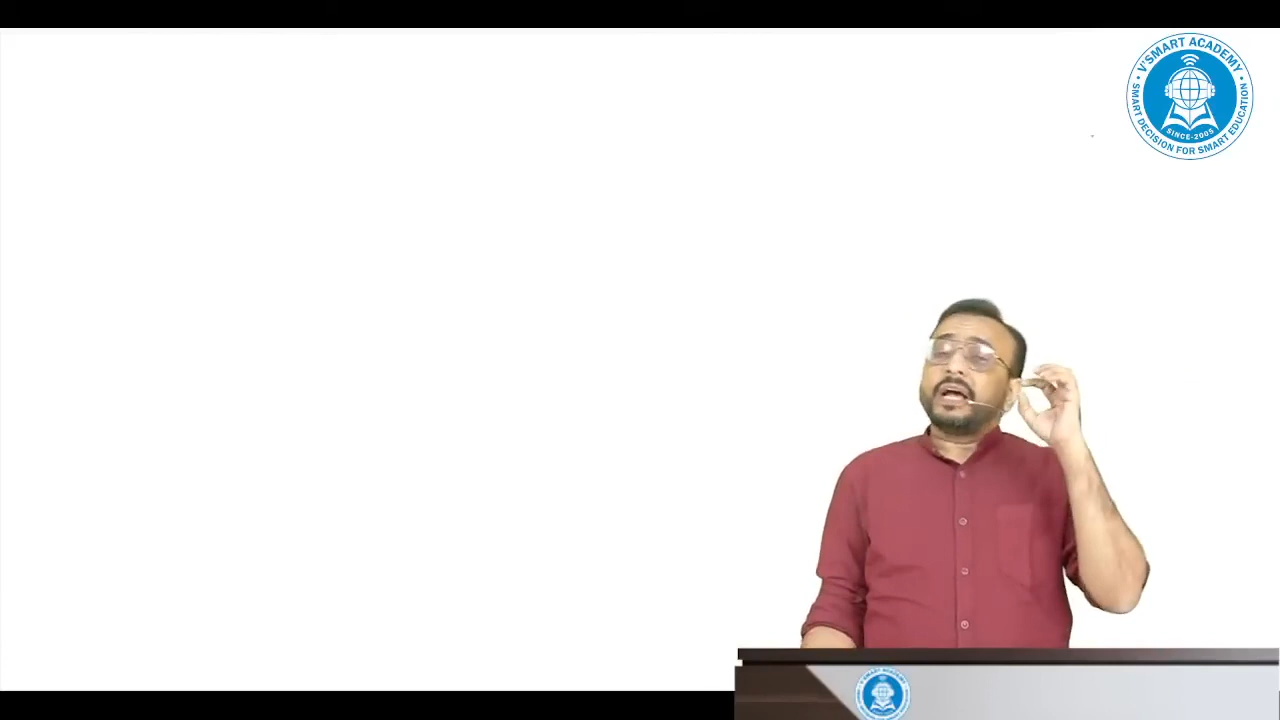 • V'SMART ACADEMY •
SMART DECISION FOR SMART EDUCATION
SINCE-2005